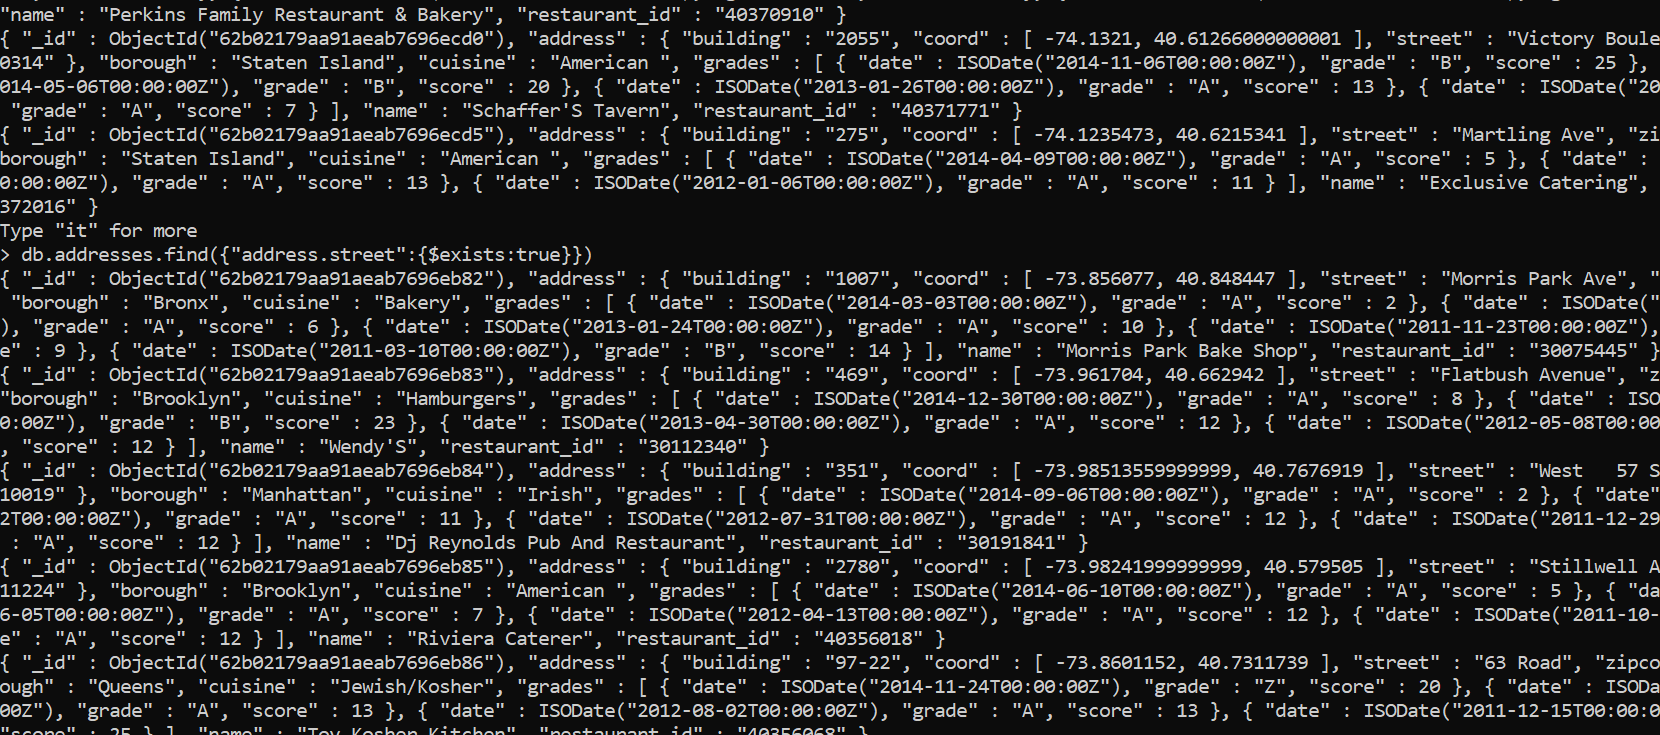 "name" : "Perkins Family Restaurant & Bakery", "restaurant_id" : "40370910" }
{ "_id" : ObjectId("62b02179aa91aeab7696ecd0"), "address" : { "building" : "2055", "coord" : [ -74.1321, 40.61266000000001 ], "street" : "Victory Boule
0314" }, "borough" : "Staten Island", "cuisine" : "American ", "grades" : [ { "date" : ISODate("2014-11-06T00:00:00Z"), "grade" : "B", "score" : 25 },
014-05-06T00:00:00Z"), "grade" : "B", "score" : 20 }, { "date" : ISODate("2013-01-26T00:00:00Z"), "grade" : "A", "score" : 13 }, { "date" : ISODate("20
"grade" : "A", "score" : 7 } ], "name" : "Schaffer'S Tavern", "restaurant_id" : "40371771" }
{ "_id" : ObjectId("62b02179aa91aeab7696ecd5"), "address" : { "building" : "275", "coord" : [ -74.1235473, 40.6215341 ], "street" : "Martling Ave", "zi
borough" : "Staten Island", "cuisine" : "American ", "grades" : [ { "date" : ISODate("2014-04-09T00:00:00Z"), "grade" : "A", "score" : 5 }, { "date" :
0:00:00Z"), "grade" : "A", "score" : 13 }, { "date" : ISODate("2012-01-06T00:00:00Z"), "grade" : "A", "score" : 11 } ], "name" : "Exclusive Catering",
372016" }
Type "it" for more
> db.addresses.find({"address.street":{$exists:true}})
{ "_id" : ObjectId("62b02179aa91aeab7696eb82"), "address" : { "building" : "1007", "coord" : [ -73.856077, 40.848447 ], "street" : "Morris Park Ave", "
"borough" : "Bronx", "cuisine" : "Bakery", "grades" : [ { "date" : ISODate("2014-03-03T00:00:00Z"), "grade" : "A", "score" : 2 }, { "date" : ISODate("
), "grade" : "A", "score" : 6 }, { "date" : ISODate("2013-01-24T00:00:00Z"), "grade" : "A", "score" : 10 }, { "date" : ISODate("2011-11-23T00:00:00Z"),
e" : 9 }, { "date" : ISODate("2011-03-10T00:00:00Z"), "grade" : "B", "score" : 14 } ], "name" : "Morris Park Bake Shop", "restaurant_id" : "30075445" }
{ "_id" : ObjectId("62b02179aa91aeab7696eb83"), "address" : { "building" : "469", "coord" : [ -73.961704, 40.662942 ], "street" : "Flatbush Avenue", "z
"borough" : "Brooklyn", "cuisine" : "Hamburgers", "grades" : [ { "date" : ISODate("2014-12-30T00:00:00Z"), "grade" : "A", "score" : 8 }, { "date" : ISO
0:00Z"), "grade" : "B", "score" : 23 }, { "date" : ISODate("2013-04-30T00:00:00Z"), "grade" : "A", "score" : 12 }, { "date" : ISODate("2012-05-08T00:00
, "score" : 12 } ], "name" : "Wendy'S", "restaurant_id" : "30112340" }
{ "_id" : ObjectId("62b02179aa91aeab7696eb84"), "address" : { "building" : "351", "coord" : [ -73.98513559999999, 40.7676919 ], "street" : "West   57 S
10019" }, "borough" : "Manhattan", "cuisine" : "Irish", "grades" : [ { "date" : ISODate("2014-09-06T00:00:00Z"), "grade" : "A", "score" : 2 }, { "date"
2T00:00:00Z"), "grade" : "A", "score" : 11 }, { "date" : ISODate("2012-07-31T00:00:00Z"), "grade" : "A", "score" : 12 }, { "date" : ISODate("2011-12-29
: "A", "score" : 12 } ], "name" : "Dj Reynolds Pub And Restaurant", "restaurant_id" : "30191841" }
{ "_id" : ObjectId("62b02179aa91aeab7696eb85"), "address" : { "building" : "2780", "coord" : [ -73.98241999999999, 40.579505 ], "street" : "Stillwell A
11224" }, "borough" : "Brooklyn", "cuisine" : "American ", "grades" : [ { "date" : ISODate("2014-06-10T00:00:00Z"), "grade" : "A", "score" : 5 }, { "da
6-05T00:00:00Z"), "grade" : "A", "score" : 7 }, { "date" : ISODate("2012-04-13T00:00:00Z"), "grade" : "A", "score" : 12 }, { "date" : ISODate("2011-10-
e" : "A", "score" : 12 } ], "name" : "Riviera Caterer", "restaurant_id" : "40356018" }
{ "_id" : ObjectId("62b02179aa91aeab7696eb86"), "address" : { "building" : "97-22", "coord" : [ -73.8601152, 40.7311739 ], "street" : "63 Road", "zipco
ough" : "Queens", "cuisine" : "Jewish/Kosher", "grades" : [ { "date" : ISODate("2014-11-24T00:00:00Z"), "grade" : "Z", "score" : 20 }, { "date" : ISODa
00Z"), "grade" : "A", "score" : 13 }, { "date" : ISODate("2012-08-02T00:00:00Z"), "grade" : "A", "score" : 13 }, { "date" : ISODate("2011-12-15T00:00:0
"score" : 25 } ], "name" : "Tov Kosher Kitchen", "restaurant_id" : "40356068" }